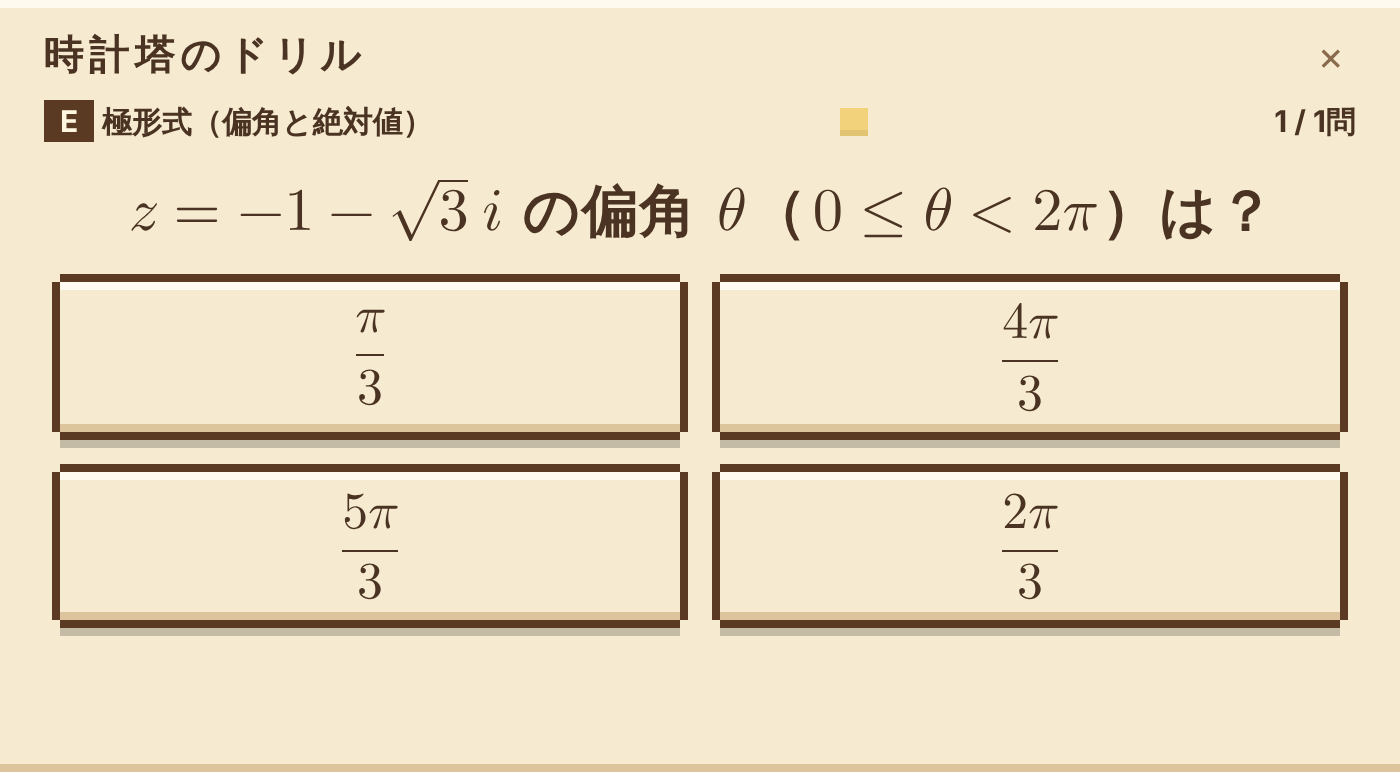 時計塔のドリル
×
E 極形式（偏角と絶対値）
1 / 1問
z = −1 − √3 i の偏角 θ （0 ≤ θ < 2π）は？
π/3
4π/3
5π/3
2π/3